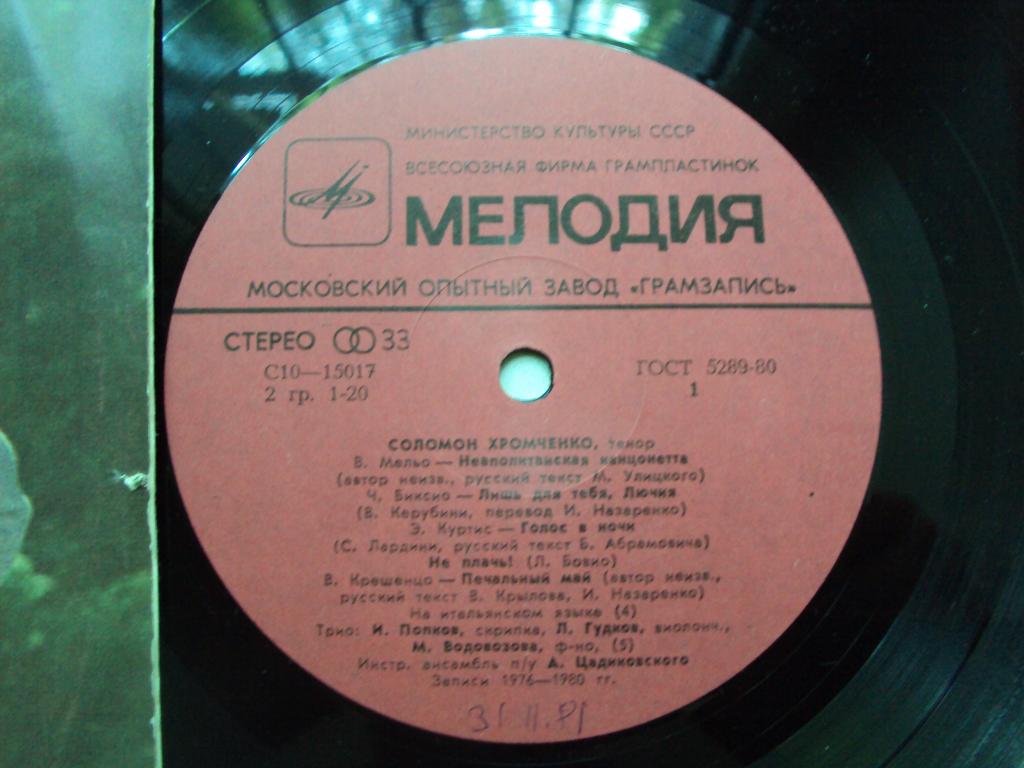 МИНИСТЕРСТВО КУЛЬТУРЫ СССР
ВСЕСОЮЗНАЯ ФИРМА ГРАМПЛАСТИНОК
МЕЛОДИЯ
МОСКОВСКИЙ ОПЫТНЫЙ ЗАВОД «ГРАМЗАПИСЬ»
СТЕРЕО 33
С10—15017
2 гр. 1-20
ГОСТ 5289-80
1
СОЛОМОН ХРОМЧЕНКО, тенор
В. Мельо — Неаполитанская канцонетта
(автор неизв., русский текст М. Улицкого)
Ч. Биксио — Лишь для тебя, Лючия
(Б. Керубини, перевод И. Назаренко)
Э. Куртис — Голос в ночи
(С. Лардини, русский текст Б. Абрамовича)
Не плачь! (Л. Бовио)
В. Крешенцо — Печальный май (автор неизв.,
русский текст В. Крылова, И. Назаренко)
На итальянском языке (4)
Трио: И. Попков, скрипка, Л. Гудков, виолонч.,
М. Водовозова, ф-но, (5)
Инстр. ансамбль п/у А. Цадиковского
Записи 1976—1980 гг.